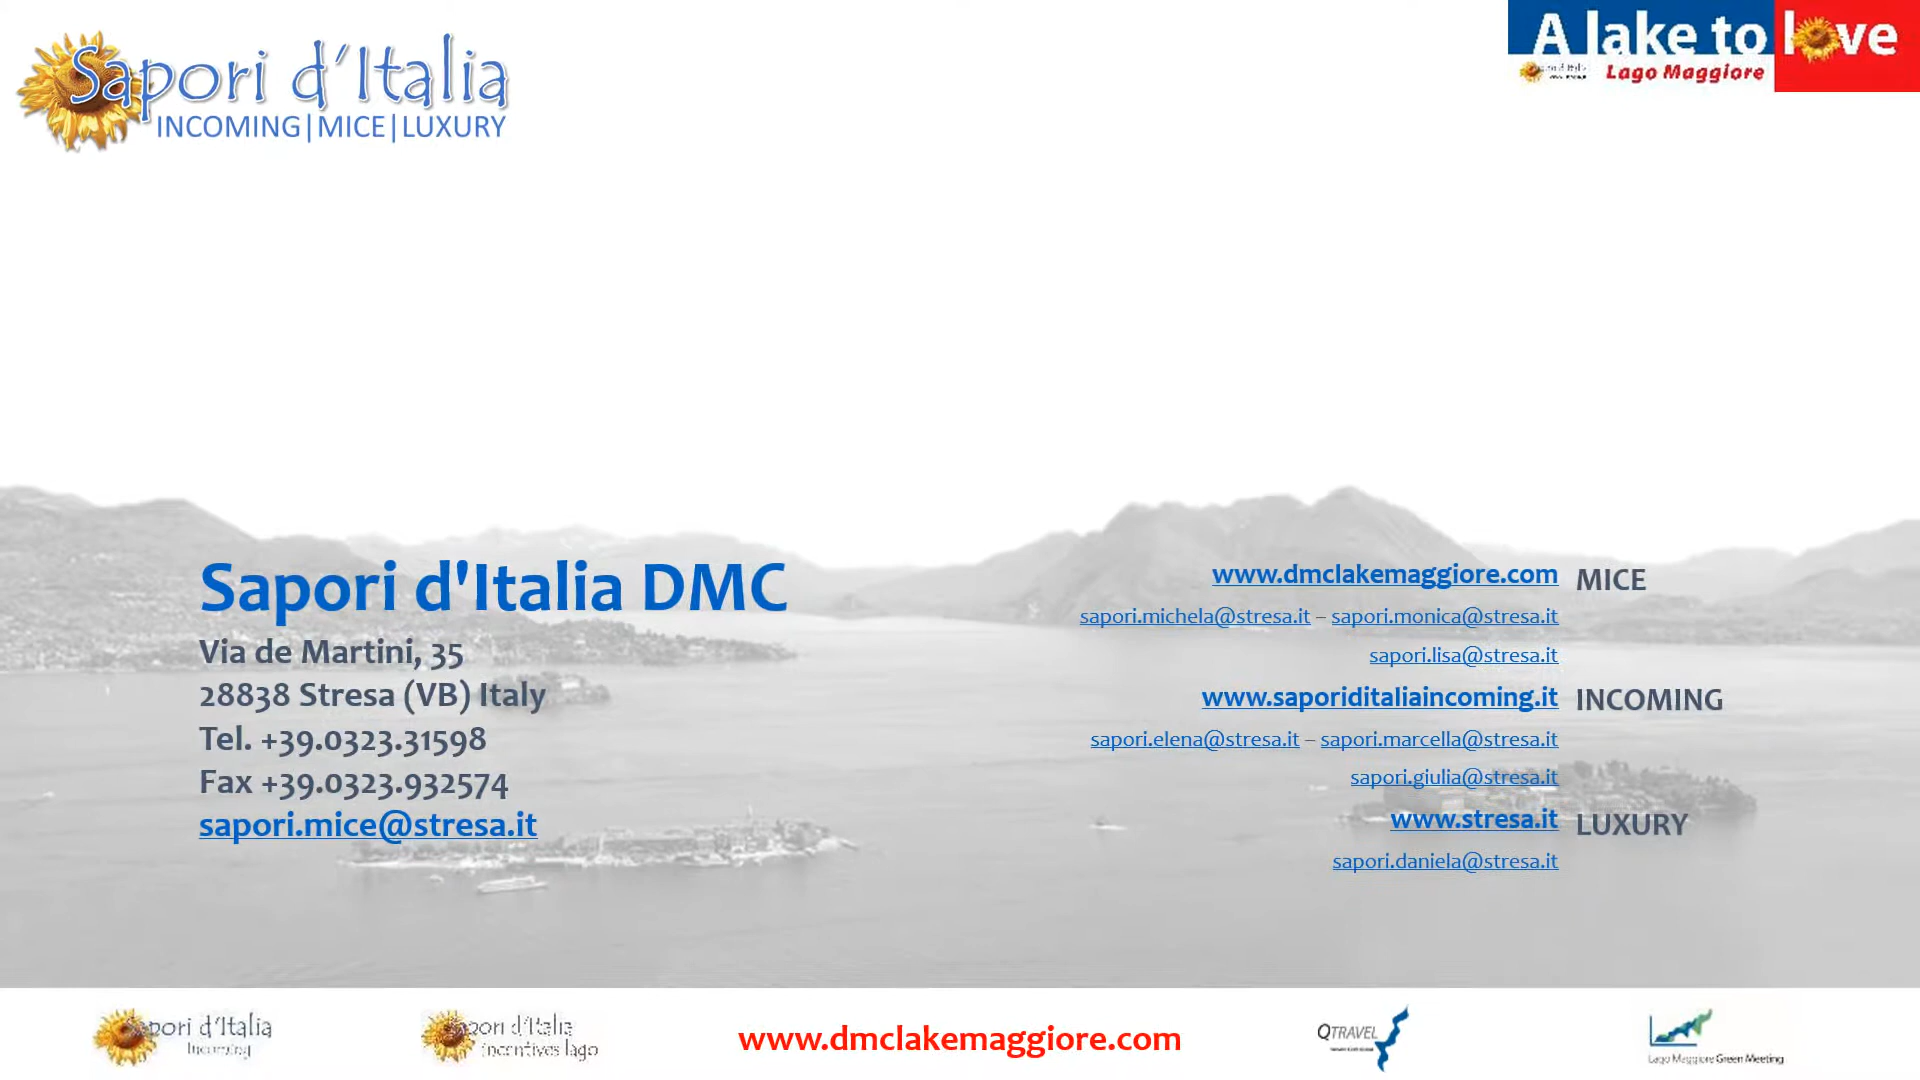 Sapori d'Italia
INCOMING|MICE|LUXURY
A lake to love
Lago Maggiore
Sapori d'Italia DMC
Via de Martini, 35
28838 Stresa (VB) Italy
Tel. +39.0323.31598
Fax +39.0323.932574
sapori.mice@stresa.it
www.dmclakemaggiore.com MICE
sapori.michela@stresa.it – sapori.monica@stresa.it
sapori.lisa@stresa.it
www.saporiditaliaincoming.it INCOMING
sapori.elena@stresa.it – sapori.marcella@stresa.it
sapori.giulia@stresa.it
www.stresa.it LUXURY
sapori.daniela@stresa.it
Sapori d'Italia
Incoming
Sapori d'Italia
incentives lago
www.dmclakemaggiore.com
QTRAVEL
Lago Maggiore Green Meeting